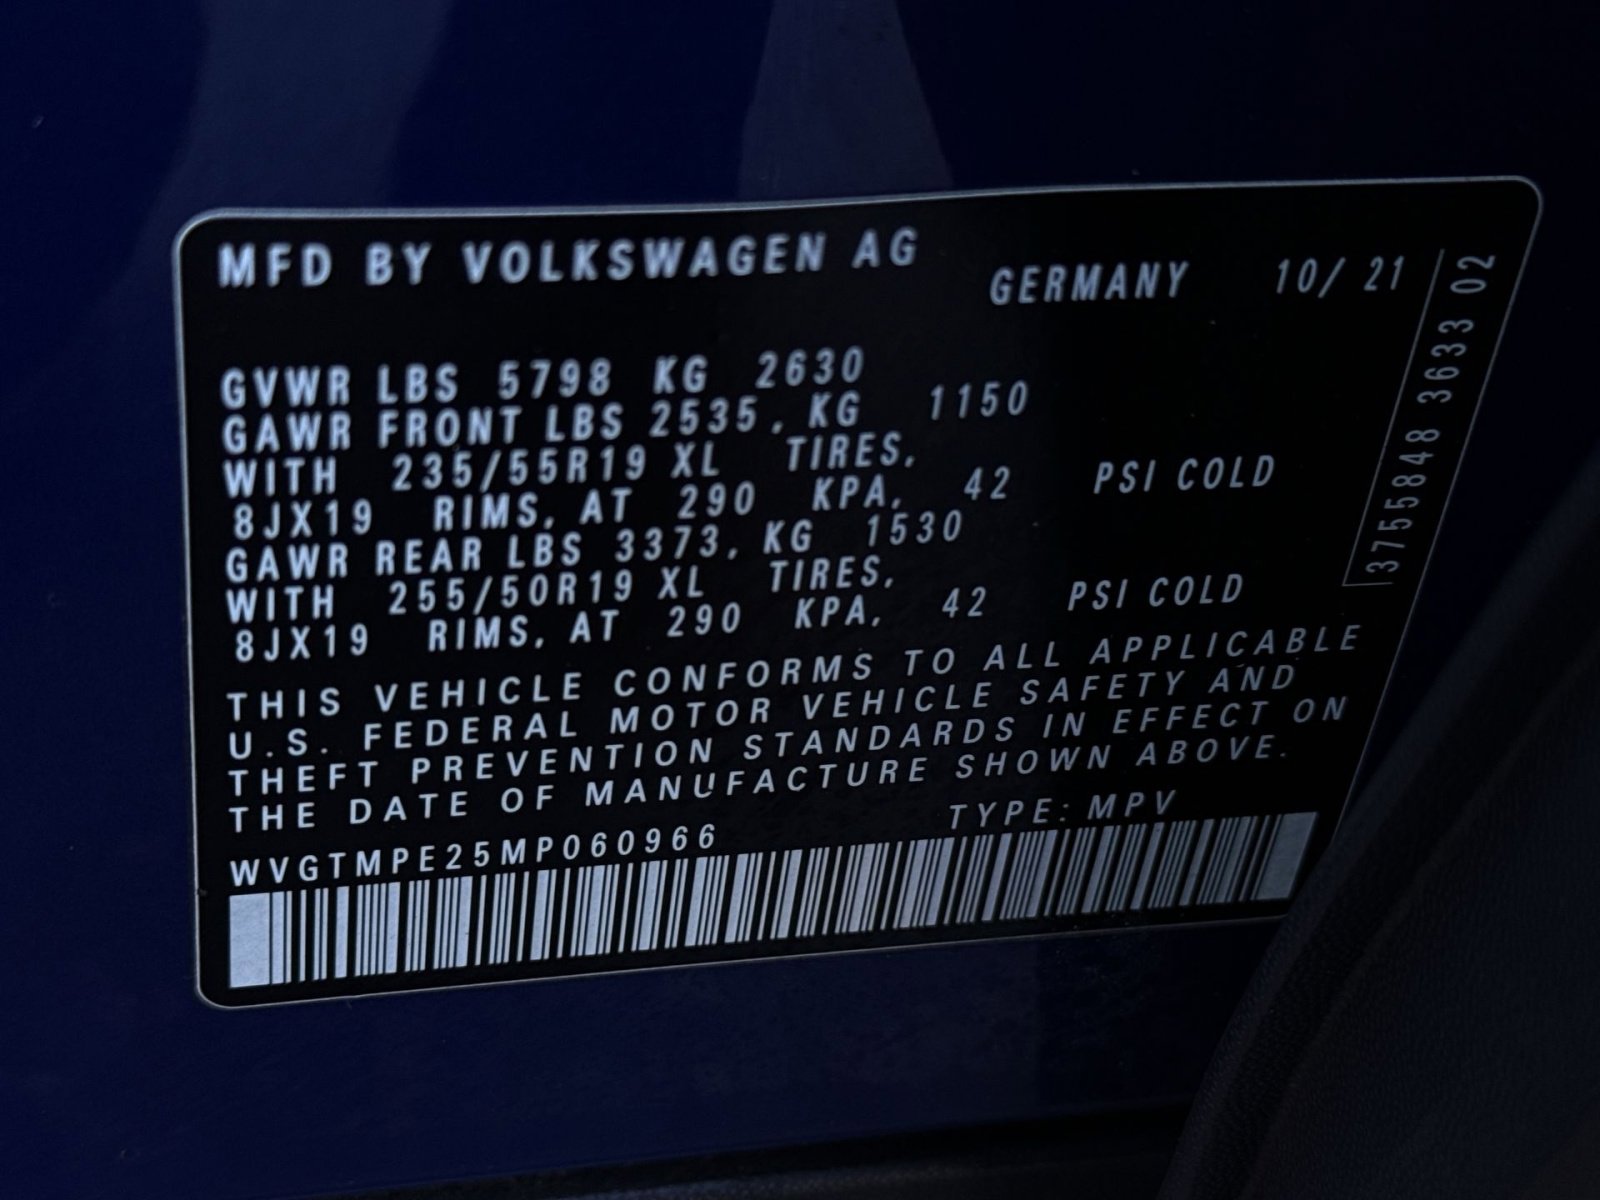 MFD BY VOLKSWAGEN AG GERMANY 10/ 21
GVWR LBS 5798 KG 2630
GAWR FRONT LBS 2535, KG 1150
WITH 235/55R19 XL TIRES,
8JX19 RIMS, AT 290 KPA, 42 PSI COLD
GAWR REAR LBS 3373, KG 1530
WITH 255/50R19 XL TIRES,
8JX19 RIMS, AT 290 KPA, 42 PSI COLD
THIS VEHICLE CONFORMS TO ALL APPLICABLE
U.S. FEDERAL MOTOR VEHICLE SAFETY AND
THEFT PREVENTION STANDARDS IN EFFECT ON
THE DATE OF MANUFACTURE SHOWN ABOVE.
WVGTMPE25MP060966 TYPE: MPV
3755848 3633 02